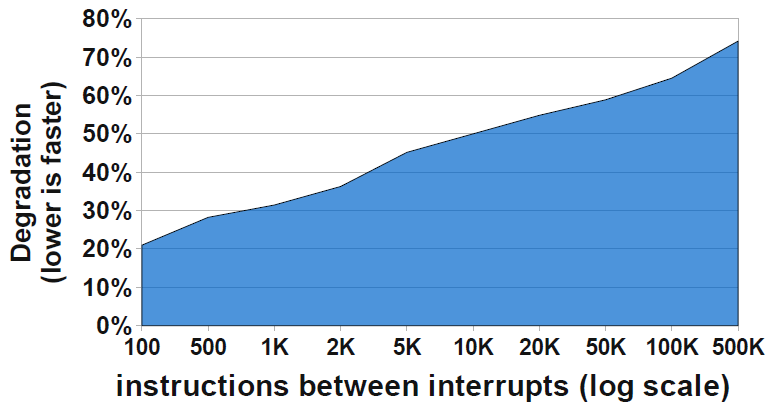 80%
70%
60%
50%
40%
30%
20%
10%
0%
Degradation
(lower is faster)
100 500 1K 2K 5K 10K 20K 50K 100K 500K
instructions between interrupts (log scale)